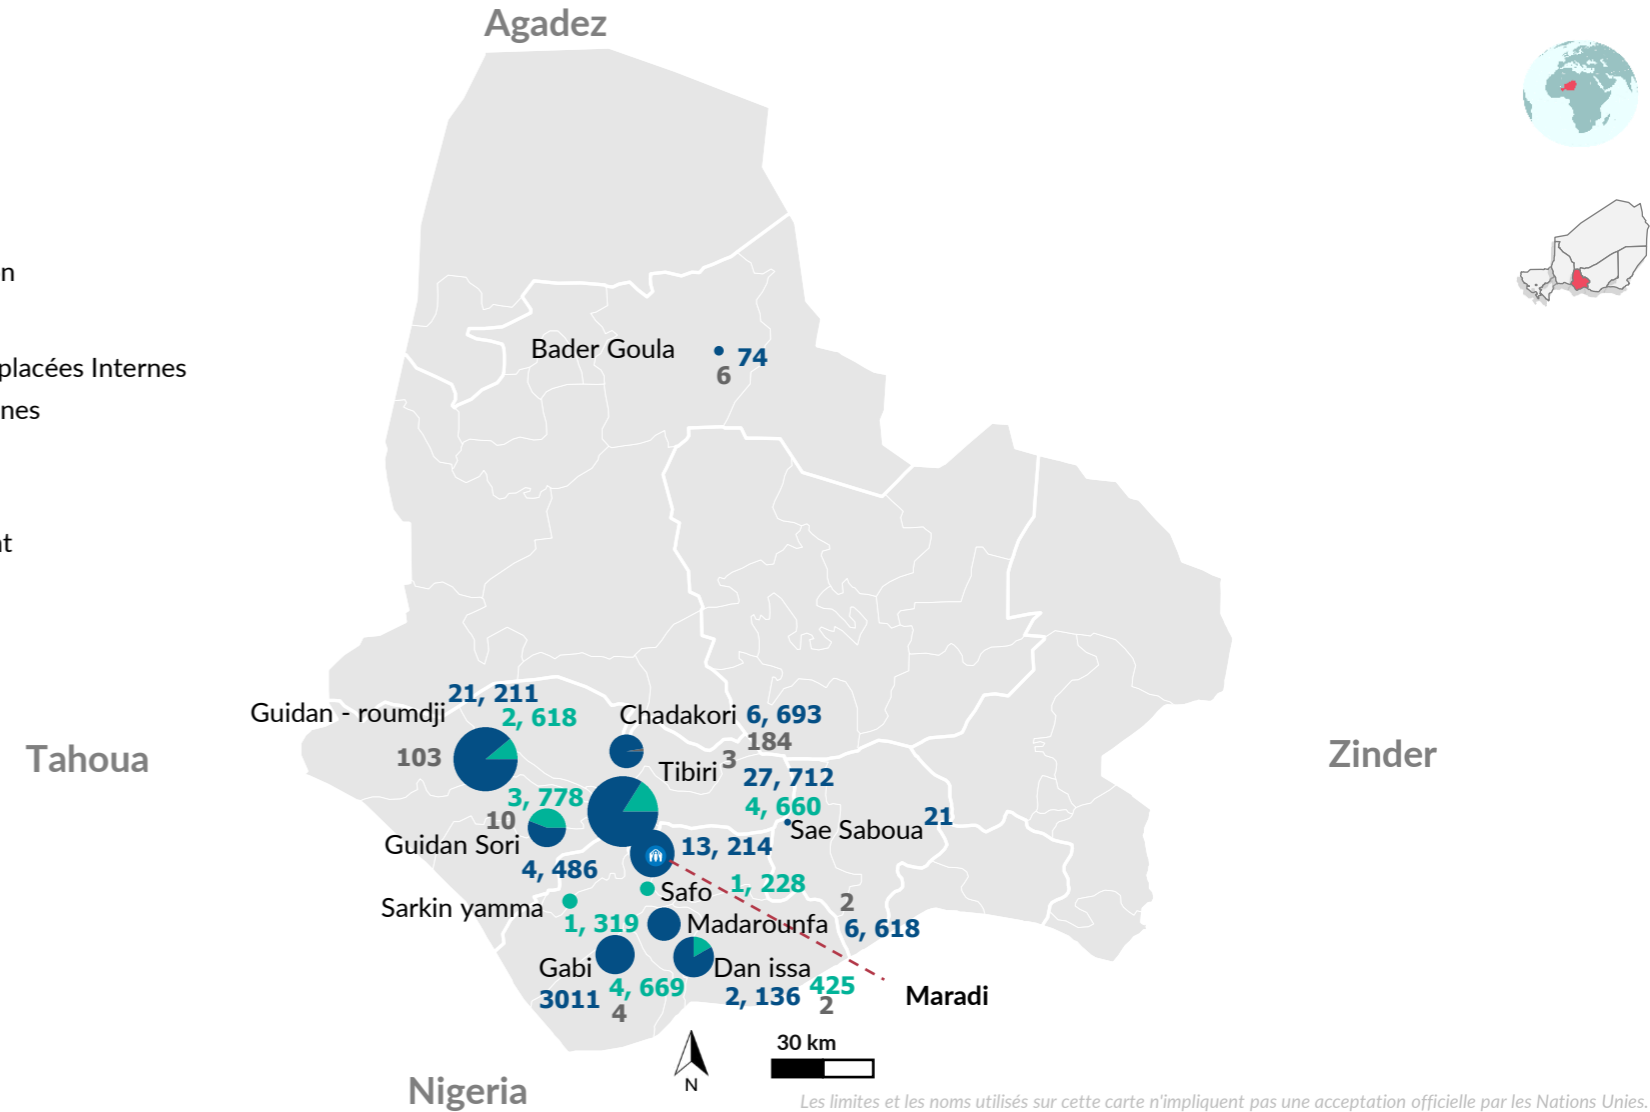 Agadez
n
placées Internes
nes
t
Bader Goula
74
6
21, 211
Guidan - roumdji
2, 618
103
Chadakori
6, 693
184
3
Tibiri
27, 712
4, 660
Tahoua
Zinder
3, 778
10
Guidan Sori
4, 486
Sae Saboua
21
13, 214
1, 228
Safo
Sarkin yamma
1, 319
2
Madarounfa
6, 618
Gabi
4, 669
3011
4
Dan issa
425
2, 136
2
Maradi
30 km
N
Nigeria
Les limites et les noms utilisés sur cette carte n'impliquent pas une acceptation officielle par les Nations Unies.